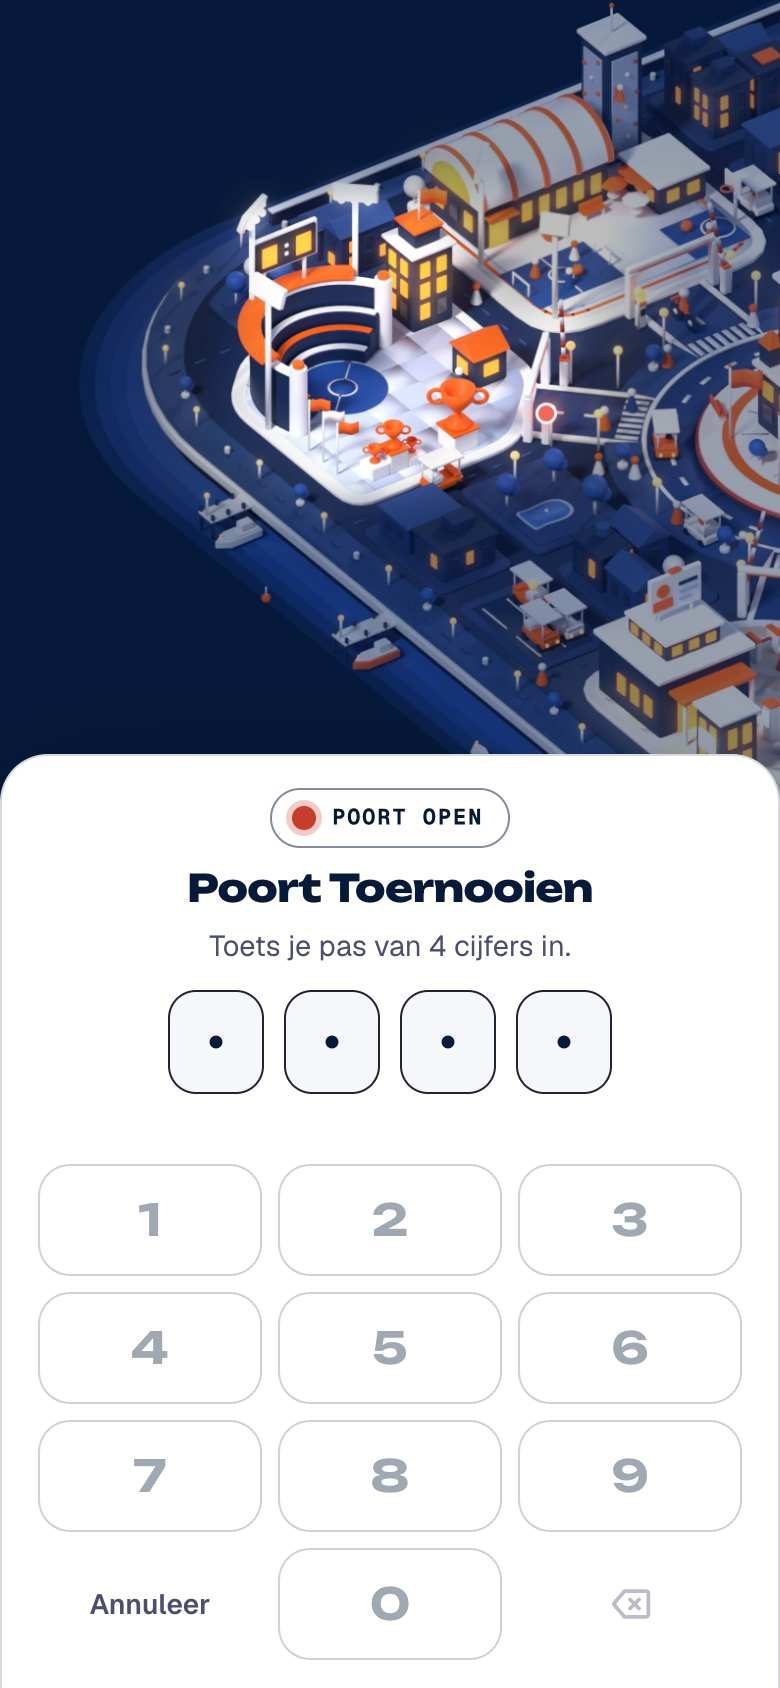 POORT OPEN
Poort Toernooien
Toets je pas van 4 cijfers in.
1 2 3
4 5 6
7 8 9
Annuleer 0